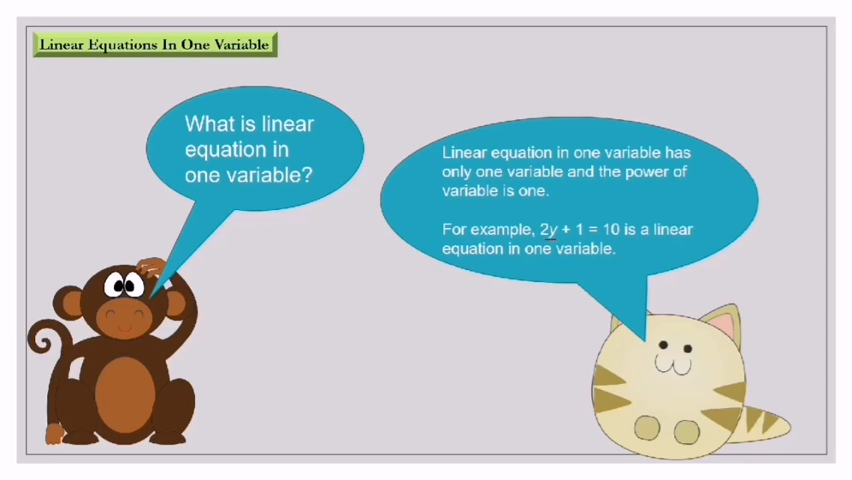 Linear Equations In One Variable
What is linear
equation in
one variable?
Linear equation in one variable has
only one variable and the power of
variable is one.
For example, 2y + 1 = 10 is a linear
equation in one variable.